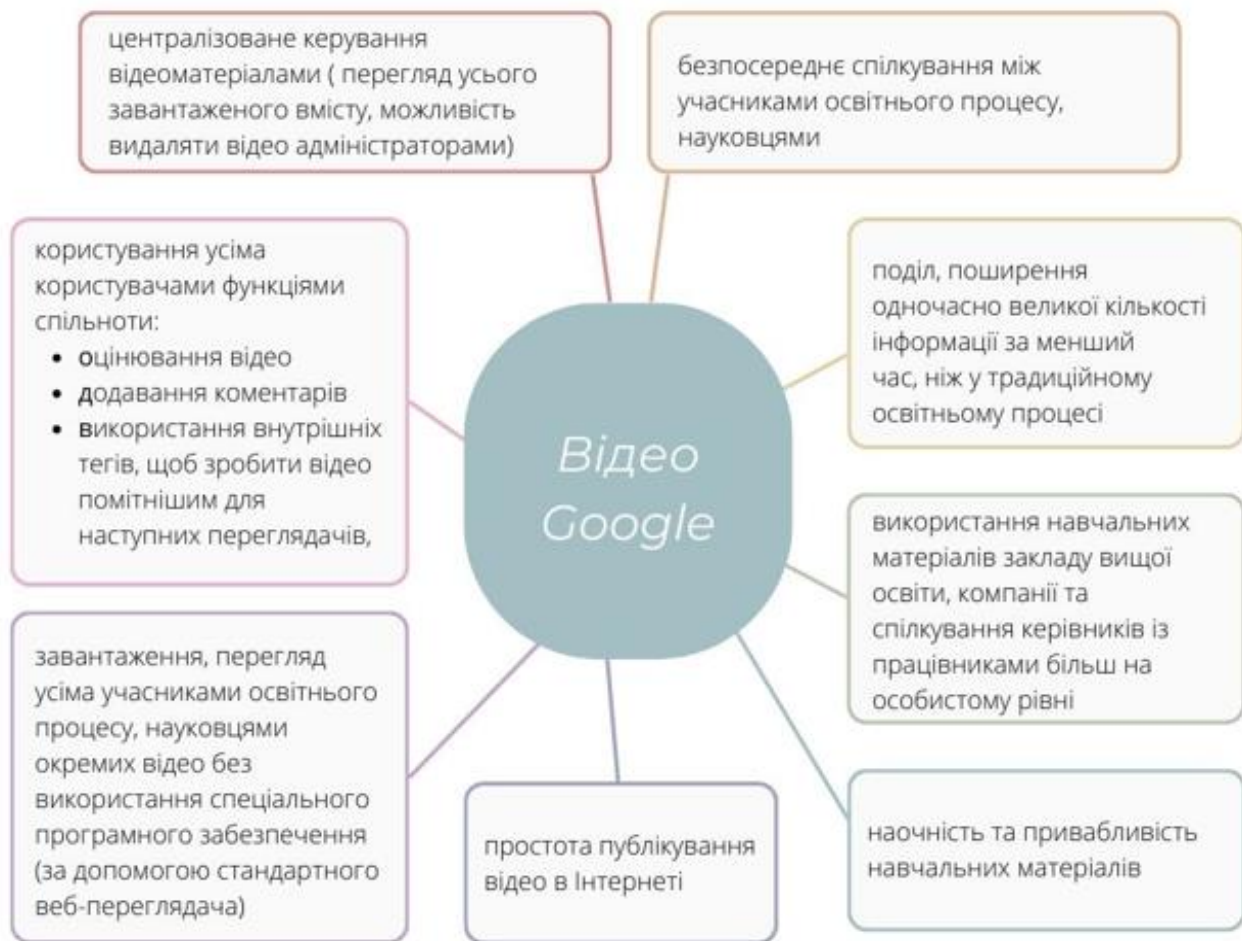 централізоване керування
відеоматеріалами ( перегляд усього
завантаженого вмісту, можливість
видаляти відео адміністраторами)
безпосереднє спілкування між
учасниками освітнього процесу,
науковцями
користування усіма
користувачами функціями
спільноти:
• оцінювання відео
• додавання коментарів
• використання внутрішніх
тегів, щоб зробити відео
помітнішим для
наступних переглядачів,
поділ, поширення
одночасно великої кількості
інформації за менший
час, ніж у традиційному
освітньому процесі
Відео
Google
використання навчальних
матеріалів закладу вищої
освіти, компанії та
спілкування керівників із
працівниками більш на
особистому рівні
завантаження, перегляд
усіма учасниками освітнього
процесу, науковцями
окремих відео без
використання спеціального
програмного забезпечення
(за допомогою стандартного
веб-переглядача)
простота публікування
відео в Інтернеті
наочність та привабливість
навчальних матеріалів